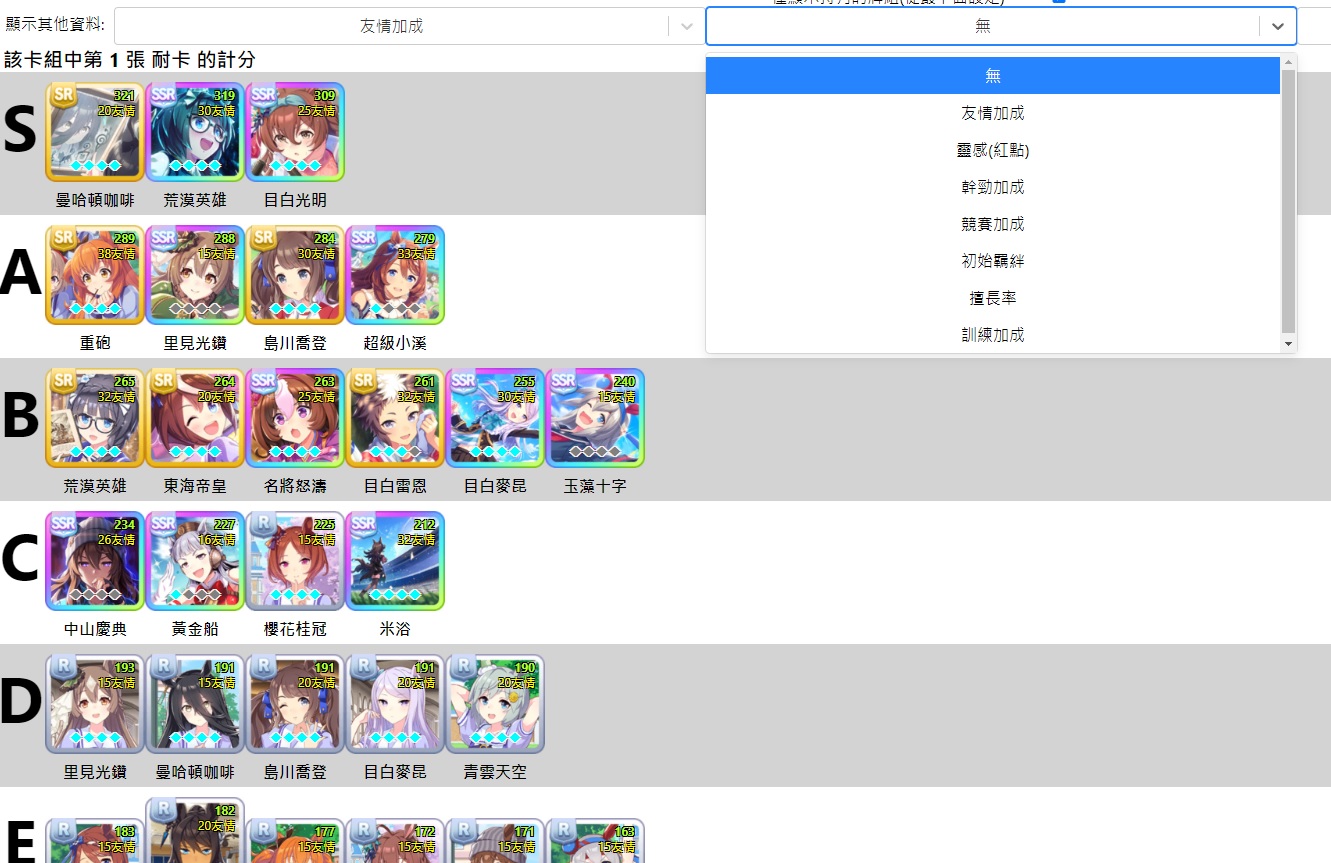 僅顯示持有的牌組(從最下面設定)
顯示其他資料: 友情加成 無
該卡組中第 1 張 耐卡 的計分
無
友情加成
靈感(紅點)
幹勁加成
競賽加成
初始羈絆
擅長率
訓練加成
S
SR 321 SSR 319 SSR 309
20友情 30友情 25友情
曼哈頓咖啡 荒漠英雄 目白光明
A
SR 289 SSR 288 SR 284 SSR 279
38友情 15友情 30友情 33友情
重砲 里見光鑽 島川喬登 超級小溪
B
SR 265 SR 264 SSR 263 SR 261 SSR 255 SSR 240
32友情 20友情 25友情 32友情 30友情 15友情
荒漠英雄 東海帝皇 名將怒濤 目白雷恩 目白麥昆 玉藻十字
C
SSR 234 SSR 227 R 225 SSR 212
26友情 16友情 15友情 32友情
中山慶典 黃金船 櫻花桂冠 米浴
D
R 193 R 191 R 191 R 191 R 190
15友情 15友情 20友情 20友情 20友情
里見光鑽 曼哈頓咖啡 島川喬登 目白麥昆 青雲天空
E
R 183 R 182 R 177 R 172 R 171 R 163
15友情 20友情 15友情 15友情 15友情 15友情